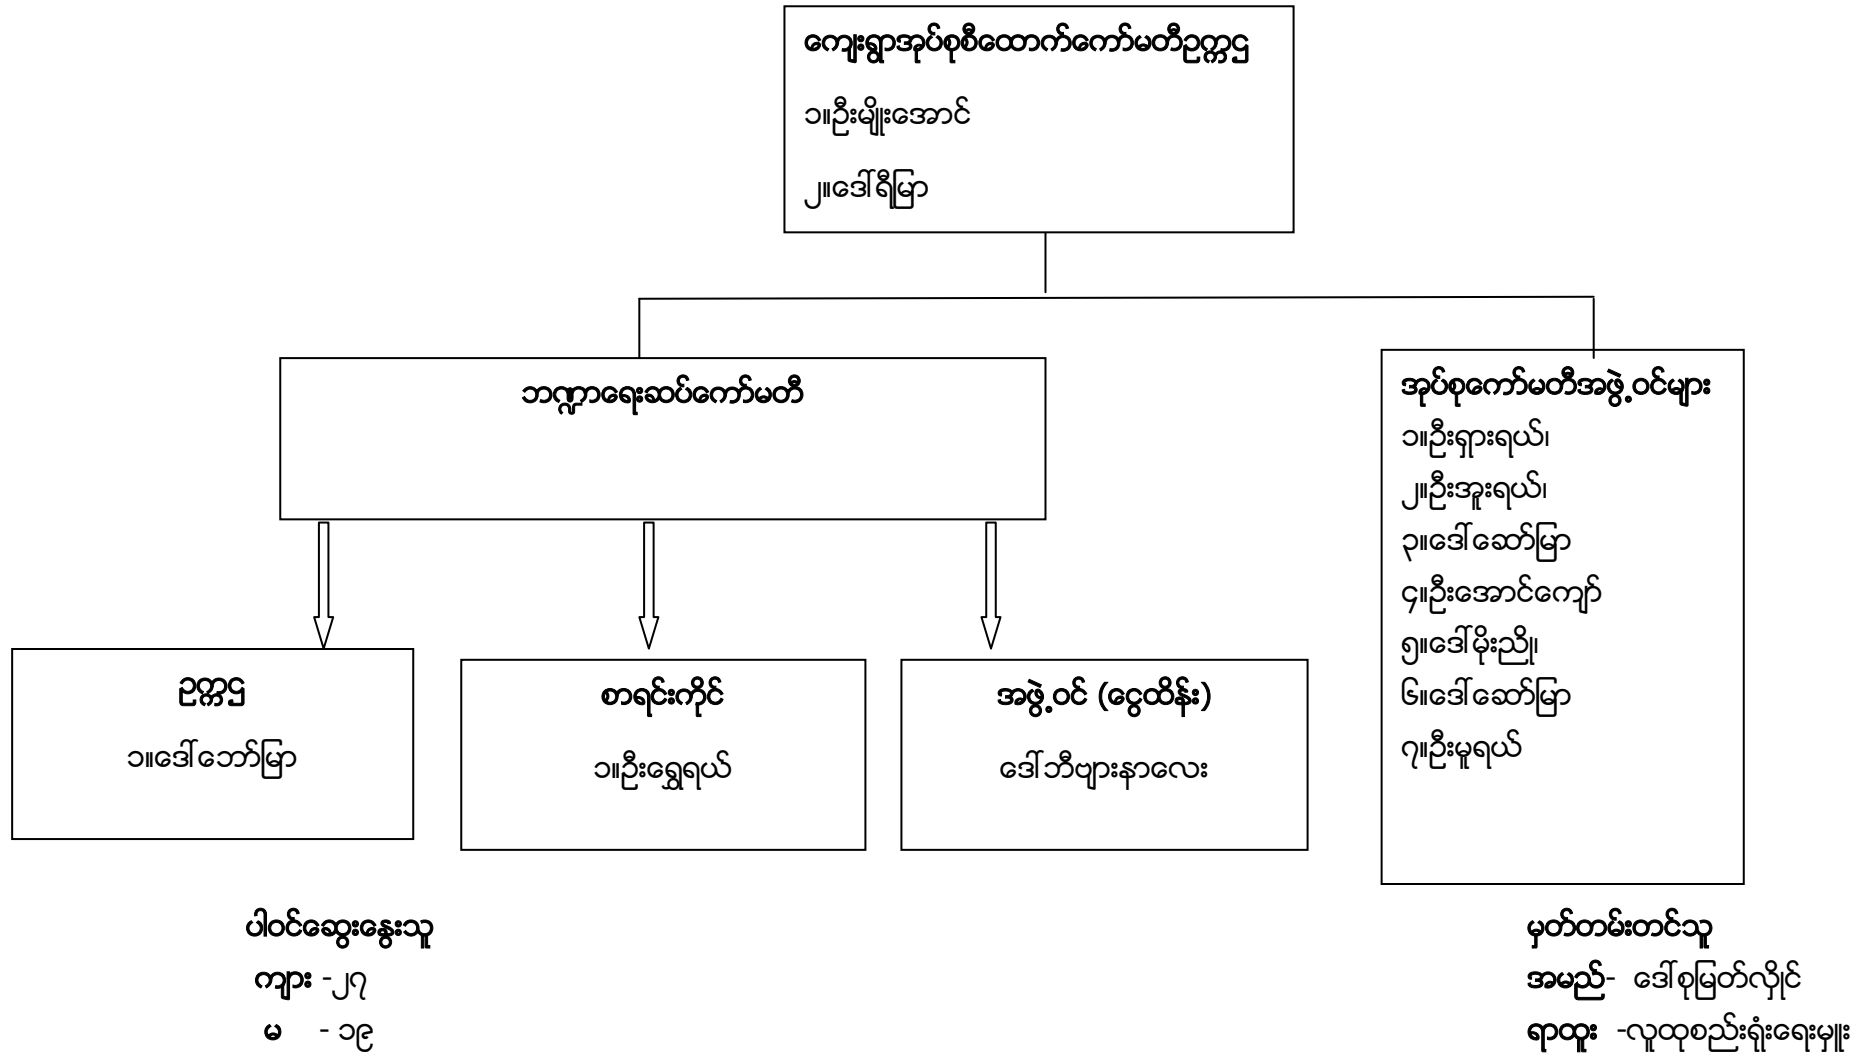 ကျေးရွာအုပ်စုစီထောက်ကော်မတီဥက္ကဌ
၁။ဦးမျိုးအောင်
၂။ဒေါ်ရီမြာ
ဘဏ္ဍာရေးဆပ်ကော်မတီ
အုပ်စုကော်မတီအဖွဲ့ဝင်များ
၁။ဦးရှားရယ်၊
၂။ဦးအူးရယ်၊
၃။ဒေါ်ဆော်မြာ
၄။ဦးအောင်ကျော်
၅။ဒေါ်မိုးညို၊
၆။ဒေါ်ဆော်မြာ
၇။ဦးမူရယ်
ဥက္ကဌ
၁။ဒေါ်ဘော်မြာ
စာရင်းကိုင်
၁။ဦးရွှေရယ်
အဖွဲ့ဝင် (ငွေထိန်း)
ဒေါ်ဘီဗျားနာလေး
ပါဝင်ဆွေးနွေးသူ
ကျား -၂၇
မ - ၁၉
မှတ်တမ်းတင်သူ
အမည်- ဒေါ်စုမြတ်လှိုင်
ရာထူး -လူထုစည်းရုံးရေးမှူး